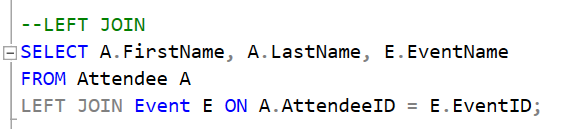 --LEFT JOIN
SELECT A.FirstName, A.LastName, E.EventName
FROM Attendee A
LEFT JOIN Event E ON A.AttendeeID = E.EventID;